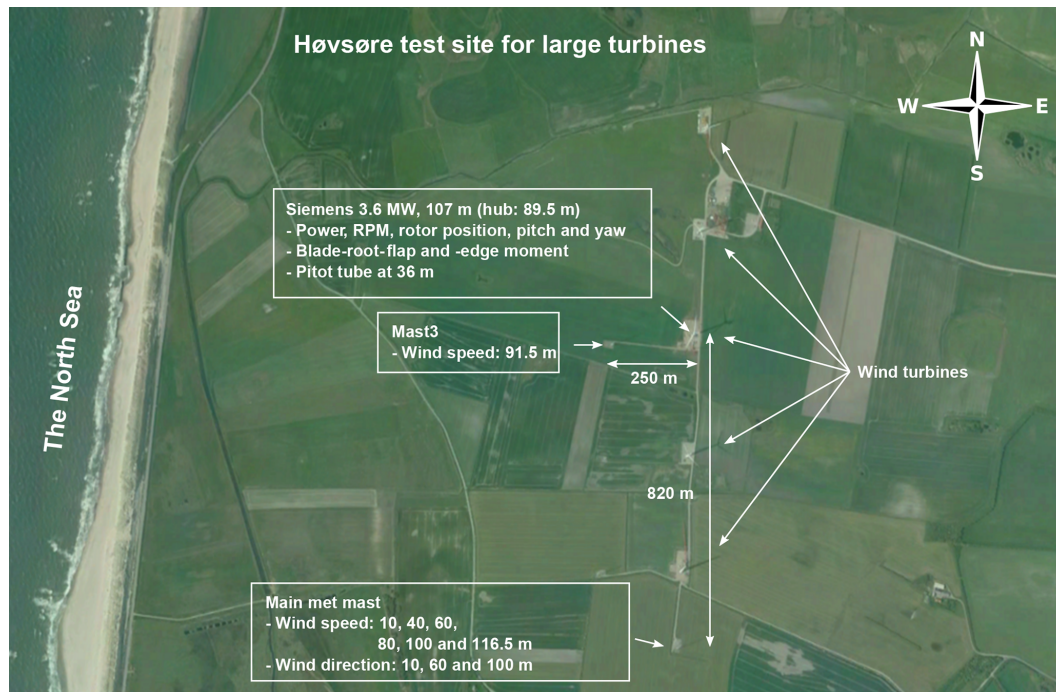 Høvsøre test site for large turbines
N
W
E
S
Siemens 3.6 MW, 107 m (hub: 89.5 m)
- Power, RPM, rotor position, pitch and yaw
- Blade-root-flap and -edge moment
- Pitot tube at 36 m
Mast3
- Wind speed: 91.5 m
250 m
Wind turbines
The North Sea
820 m
Main met mast
- Wind speed: 10, 40, 60,
80, 100 and 116.5 m
- Wind direction: 10, 60 and 100 m